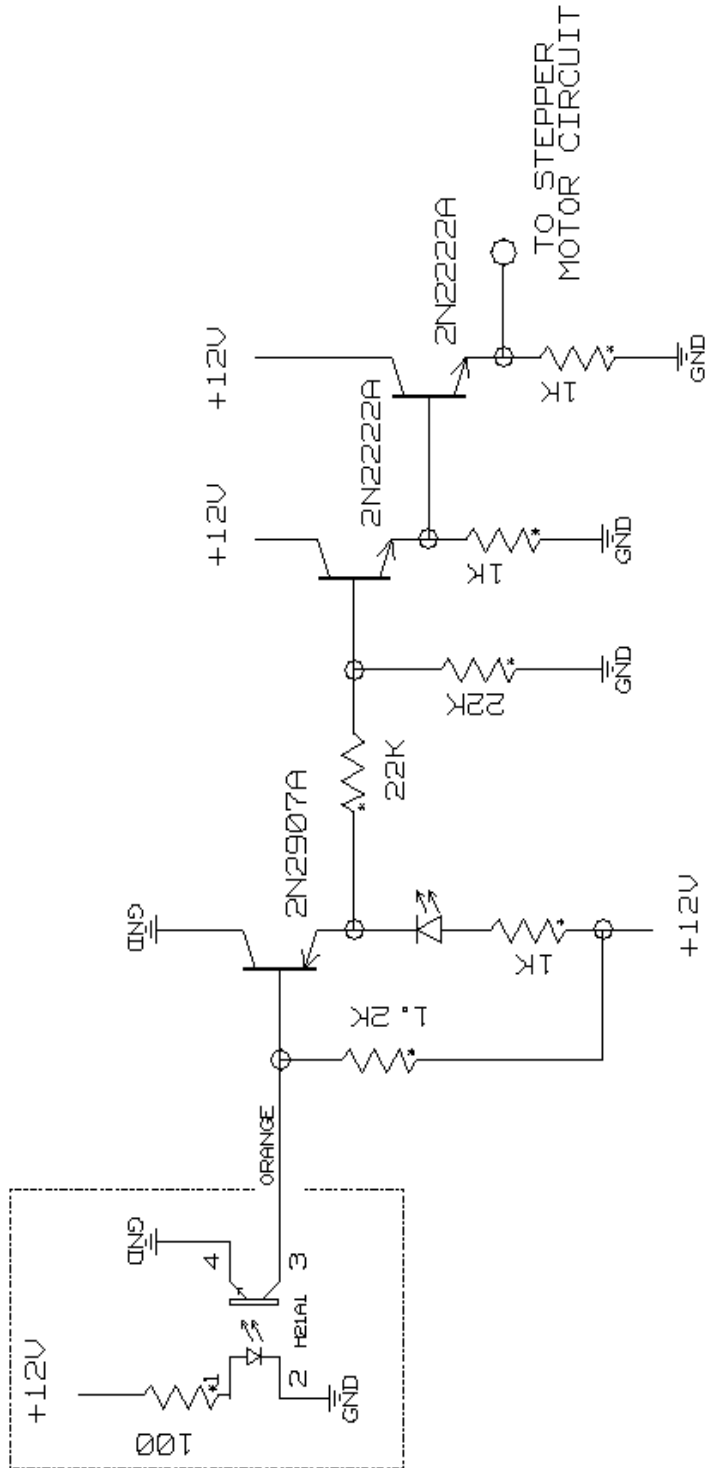 +12V
100
1
2
GND
GND
4
3
H21A1
ORANGE
GND
2N2907A
1.2K
1K
+12V
22K
22K
GND
+12V
2N2222A
1K
GND
+12V
2N2222A
1K
GND
TO STEPPER
MOTOR CIRCUIT